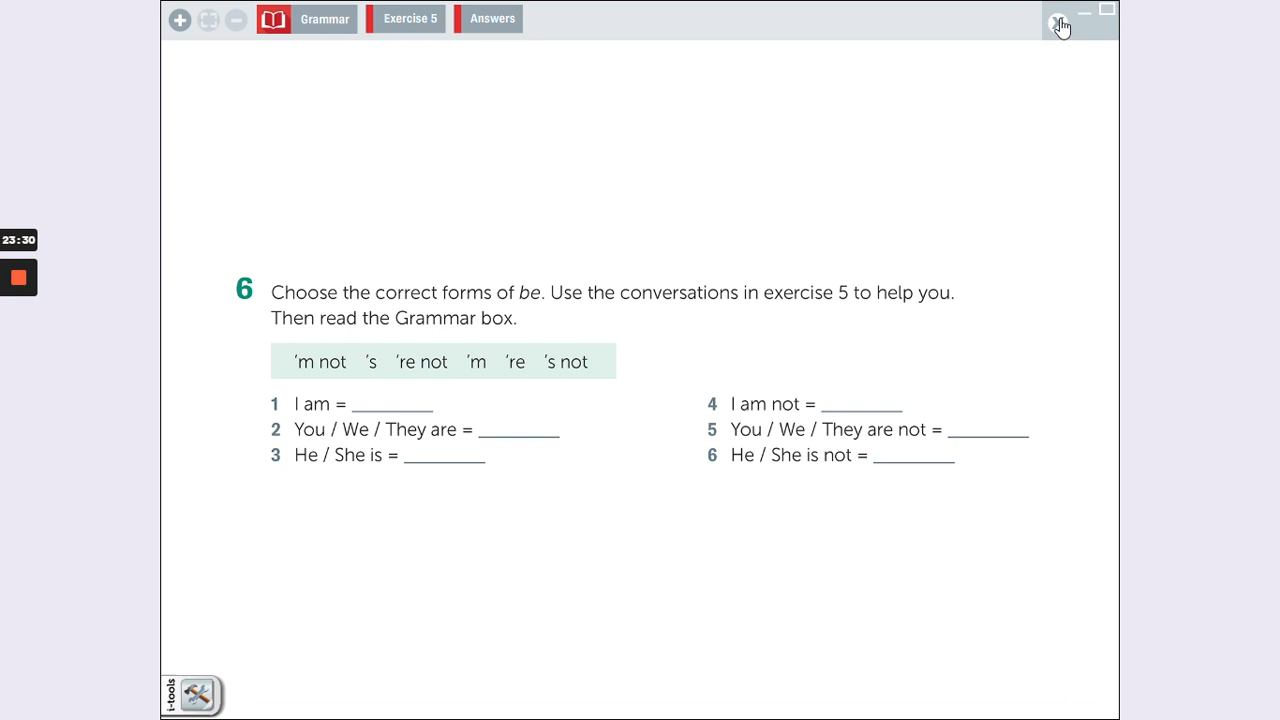 Grammar
Exercise 5
Answers
23:30
6 Choose the correct forms of be. Use the conversations in exercise 5 to help you.
Then read the Grammar box.
'm not 's 're not 'm 're 's not
1 I am = _________
2 You / We / They are = _________
3 He / She is = _________
4 I am not = _________
5 You / We / They are not = _________
6 He / She is not = _________
i-tools